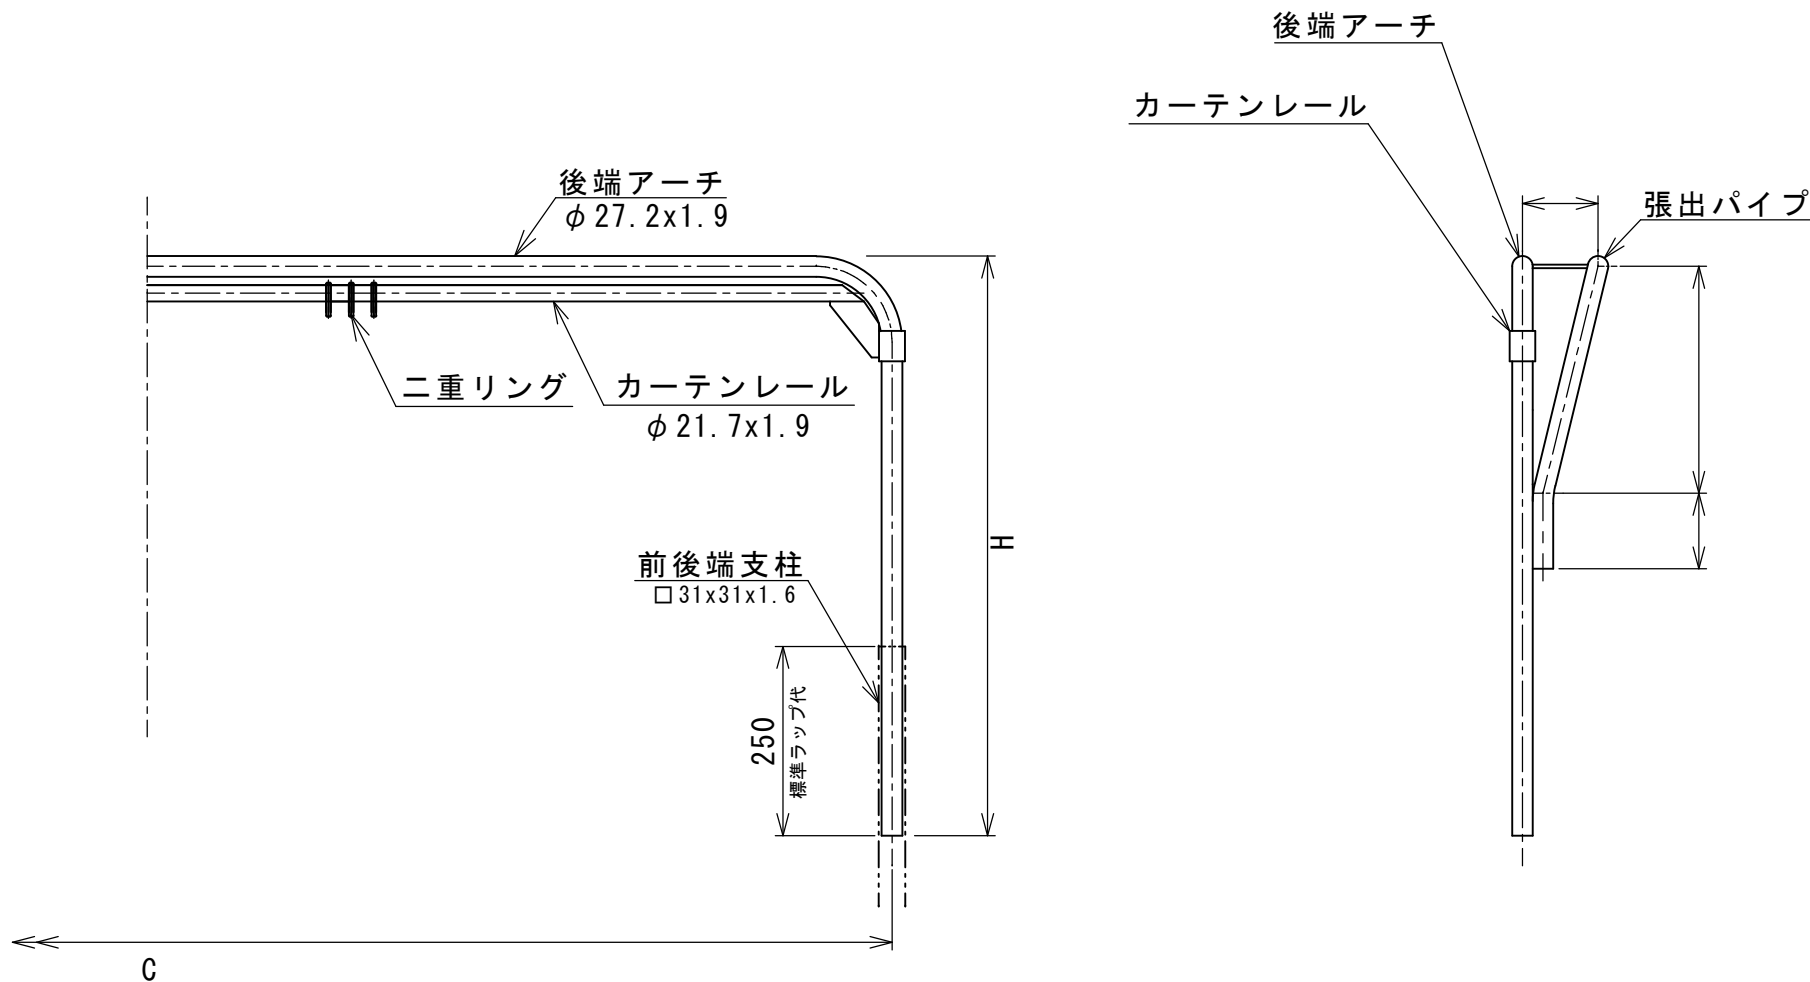 後端アーチ
カーテンレール
後端アーチ
φ27.2x1.9
張出パイプ
二重リング
カーテンレール
φ21.7x1.9
H
前後端支柱
□31x31x1.6
250
標準ラップ代
C